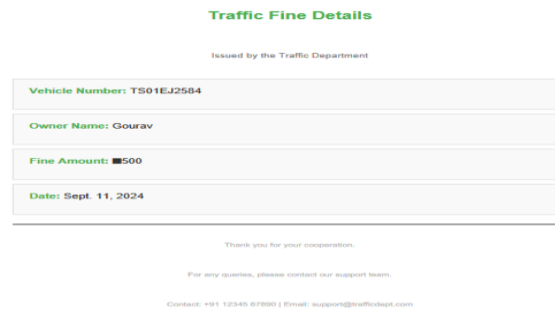 Traffic Fine Details
Issued by the Traffic Department
Vehicle Number: TS01EJ2584
Owner Name: Gourav
Fine Amount: ■500
Date: Sept. 11, 2024
Thank you for your cooperation.
For any queries, please contact our support team.
Contact: +91 12345 67890 | Email: support@trafficdept.com